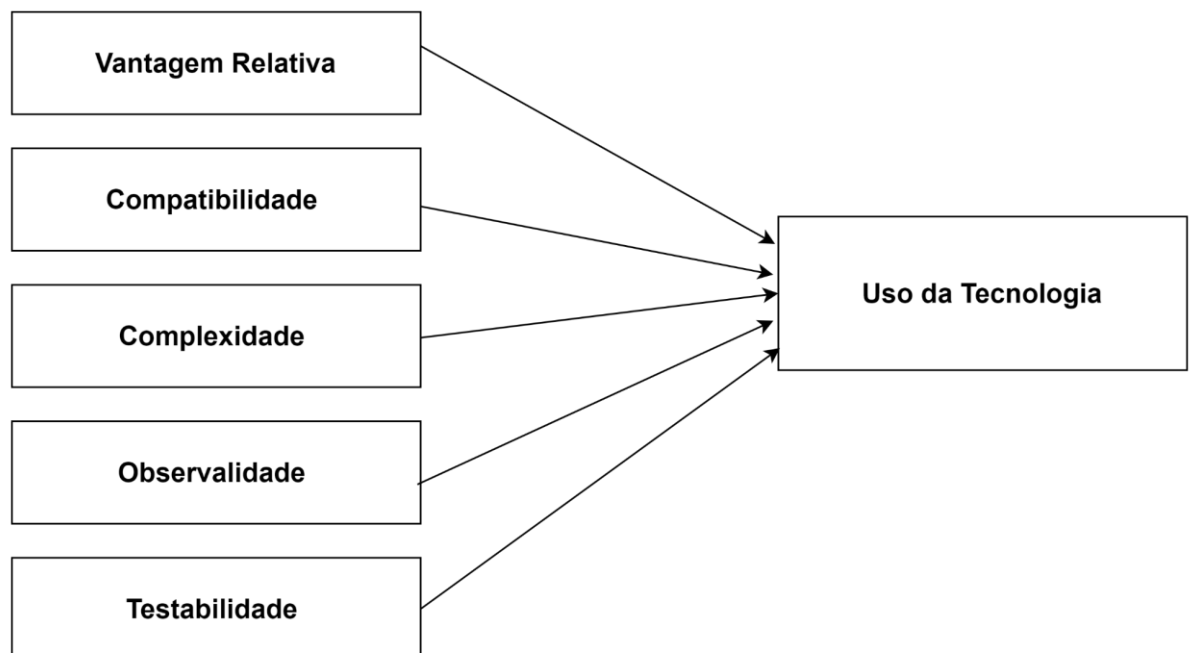 Vantagem Relativa
Compatibilidade
Complexidade
Observalidade
Testabilidade
Uso da Tecnologia